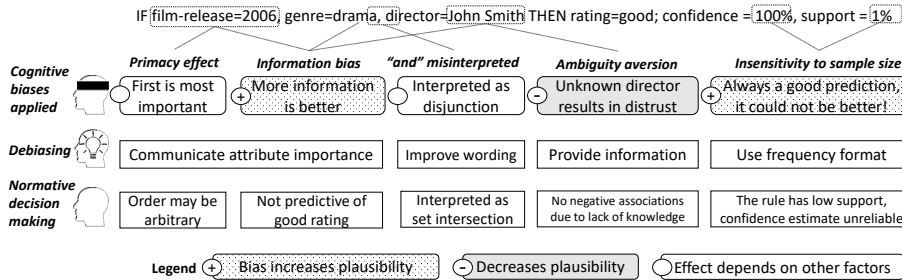 IF film-release=2006, genre=drama, director=John Smith THEN rating=good; confidence = 100%, support = 1%
Primacy effect
Information bias
“and” misinterpreted
Ambiguity aversion
Insensitivity to sample size
Cognitive
biases
applied
First is most
important
+
More information
is better
Interpreted as
disjunction
-
Unknown director
results in distrust
+
Always a good prediction,
it could not be better!
Debiasing
Communicate attribute importance
Improve wording
Provide information
Use frequency format
Normative
decision
making
Order may be
arbitrary
Not predictive of
good rating
Interpreted as
set intersection
No negative associations
due to lack of knowledge
The rule has low support,
confidence estimate unreliable
Legend
+
Bias increases plausibility
-
Decreases plausibility
Effect depends on other factors